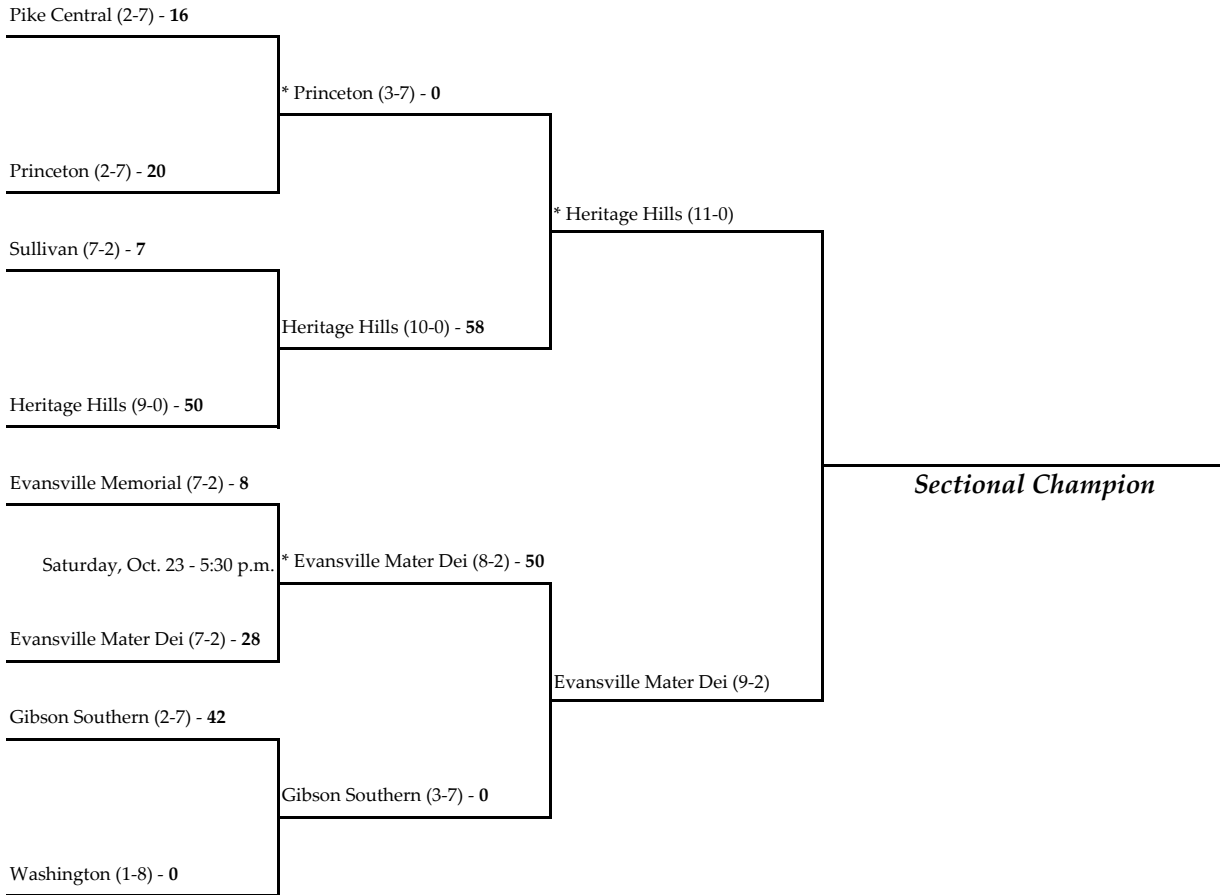 Pike Central (2-7) - 16
* Princeton (3-7) - 0
Princeton (2-7) - 20
* Heritage Hills (11-0)
Sullivan (7-2) - 7
Heritage Hills (10-0) - 58
Heritage Hills (9-0) - 50
Evansville Memorial (7-2) - 8
Sectional Champion
Saturday, Oct. 23 - 5:30 p.m.
* Evansville Mater Dei (8-2) - 50
Evansville Mater Dei (7-2) - 28
Evansville Mater Dei (9-2)
Gibson Southern (2-7) - 42
Gibson Southern (3-7) - 0
Washington (1-8) - 0